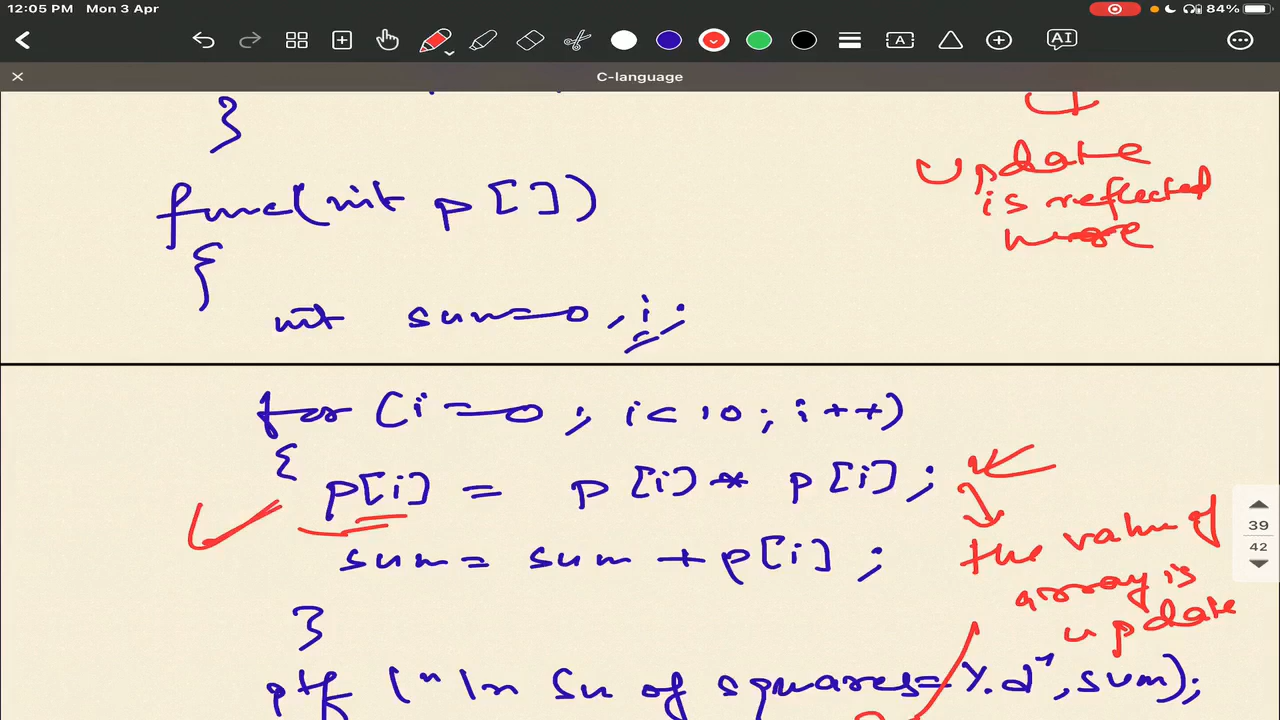 12:05 PM Mon 3 Apr
84%
A
AI
C-language
}
func(int p[])
{
int sum=0,i;
update
is reflected
39
42
for (i=0; i<10; i++)
{
p[i] = p[i]* p[i];
sum= sum +p[i];
the value of
array is
update
}
ptf ("\n Su of squares=%d",sum);